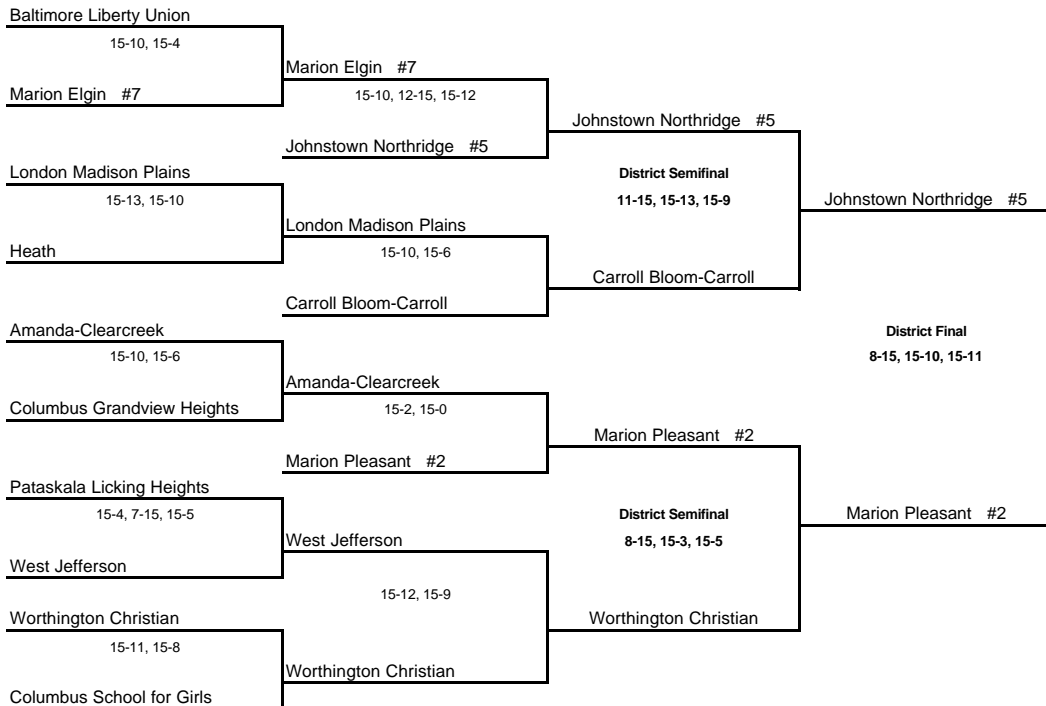 Baltimore Liberty Union
15-10, 15-4
Marion Elgin #7
Marion Elgin #7
15-10, 12-15, 15-12
Johnstown Northridge #5
Johnstown Northridge #5
London Madison Plains
15-13, 15-10
Heath
London Madison Plains
15-10, 15-6
Carroll Bloom-Carroll
District Semifinal
11-15, 15-13, 15-9
Carroll Bloom-Carroll
Johnstown Northridge #5
Amanda-Clearcreek
15-10, 15-6
Columbus Grandview Heights
Amanda-Clearcreek
15-2, 15-0
Marion Pleasant #2
Marion Pleasant #2
District Final
8-15, 15-10, 15-11
Pataskala Licking Heights
15-4, 7-15, 15-5
West Jefferson
West Jefferson
15-12, 15-9
District Semifinal
8-15, 15-3, 15-5
Marion Pleasant #2
Worthington Christian
15-11, 15-8
Columbus School for Girls
Worthington Christian
Worthington Christian